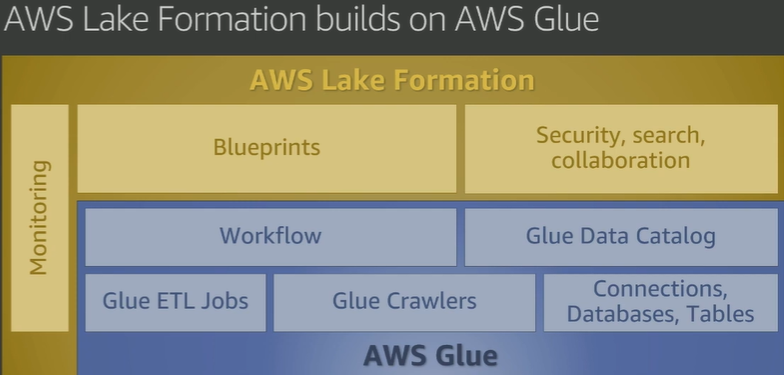 AWS Lake Formation builds on AWS Glue
AWS Lake Formation
Monitoring
Blueprints
Security, search,
collaboration
Workflow
Glue Data Catalog
Glue ETL Jobs
Glue Crawlers
Connections,
Databases, Tables
AWS Glue